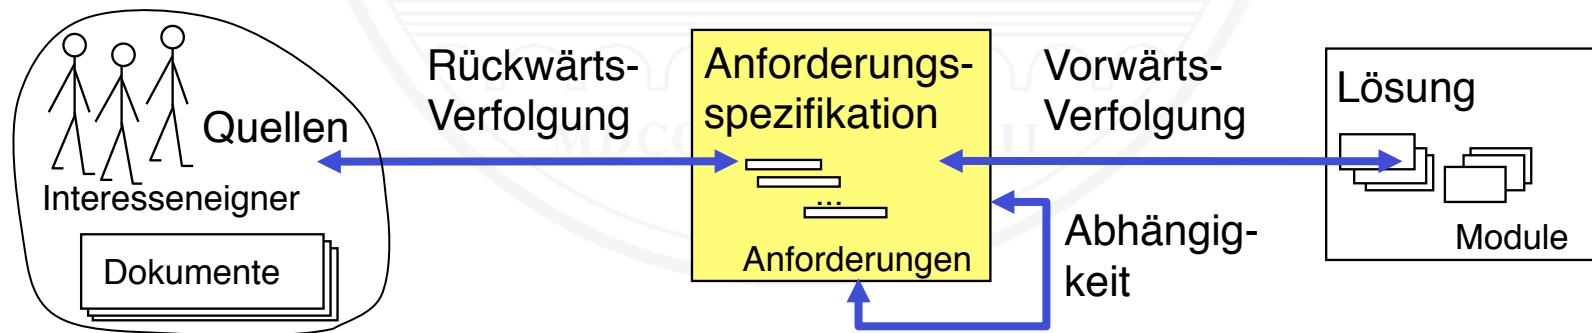 Quellen
Interesseneigner
Dokumente
Rückwärts-
Verfolgung
Anforderungs-
spezifikation
...
Anforderungen
Vorwärts-
Verfolgung
Abhängig-
keit
Lösung
Module